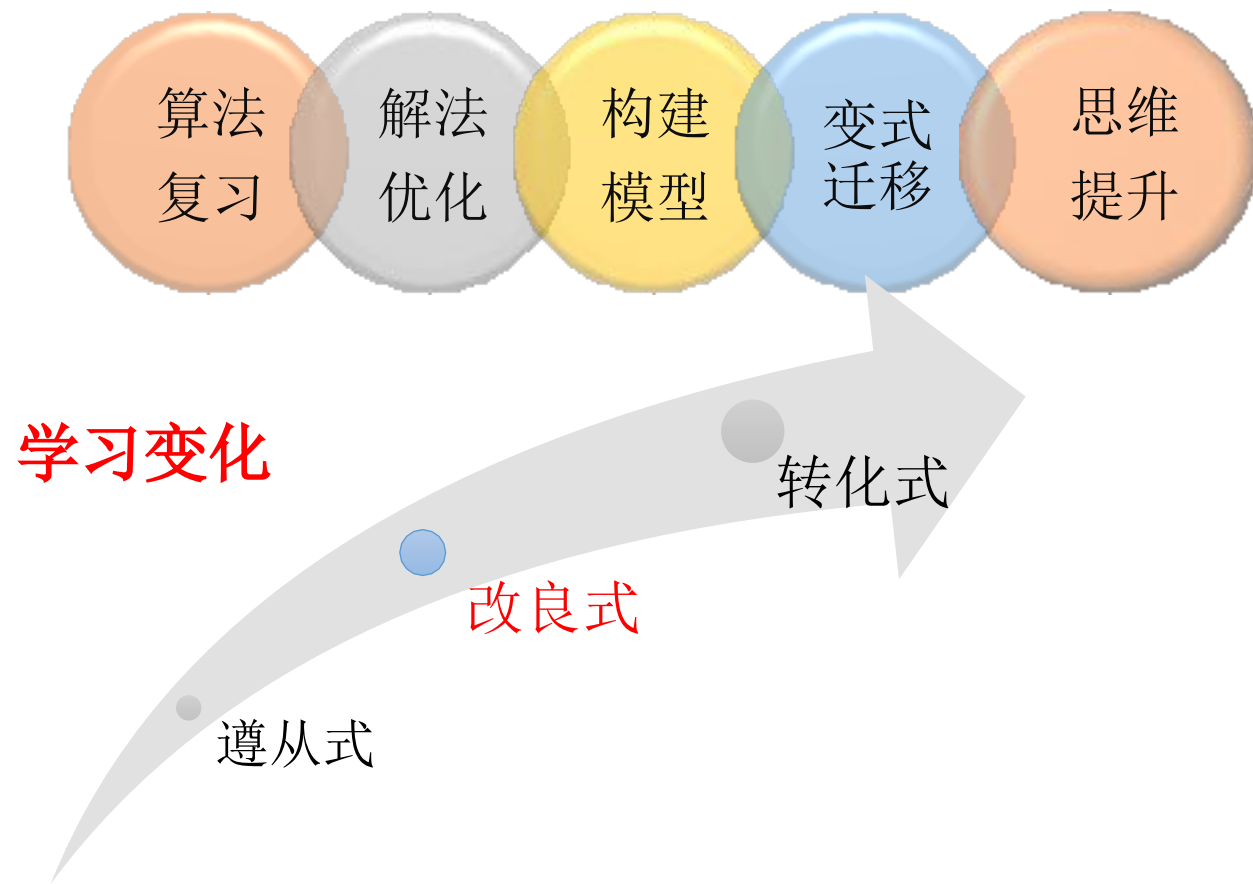 算法
复习
解法
优化
构建
模型
变式
迁移
思维
提升
学习变化
转化式
改良式
遵从式